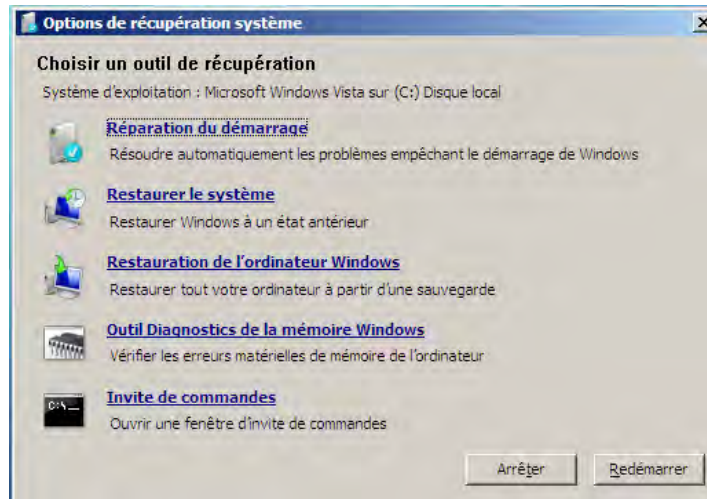 Options de récupération système
Choisir un outil de récupération
Système d'exploitation : Microsoft Windows Vista sur (C:) Disque local
Réparation du démarrage
Résoudre automatiquement les problèmes empêchant le démarrage de Windows
Restaurer le système
Restaurer Windows à un état antérieur
Restauration de l'ordinateur Windows
Restaurer tout votre ordinateur à partir d'une sauvegarde
Outil Diagnostics de la mémoire Windows
Vérifier les erreurs matérielles de mémoire de l'ordinateur
C:\_
Invite de commandes
Ouvrir une fenêtre d'invite de commandes
Arrêter Redémarrer